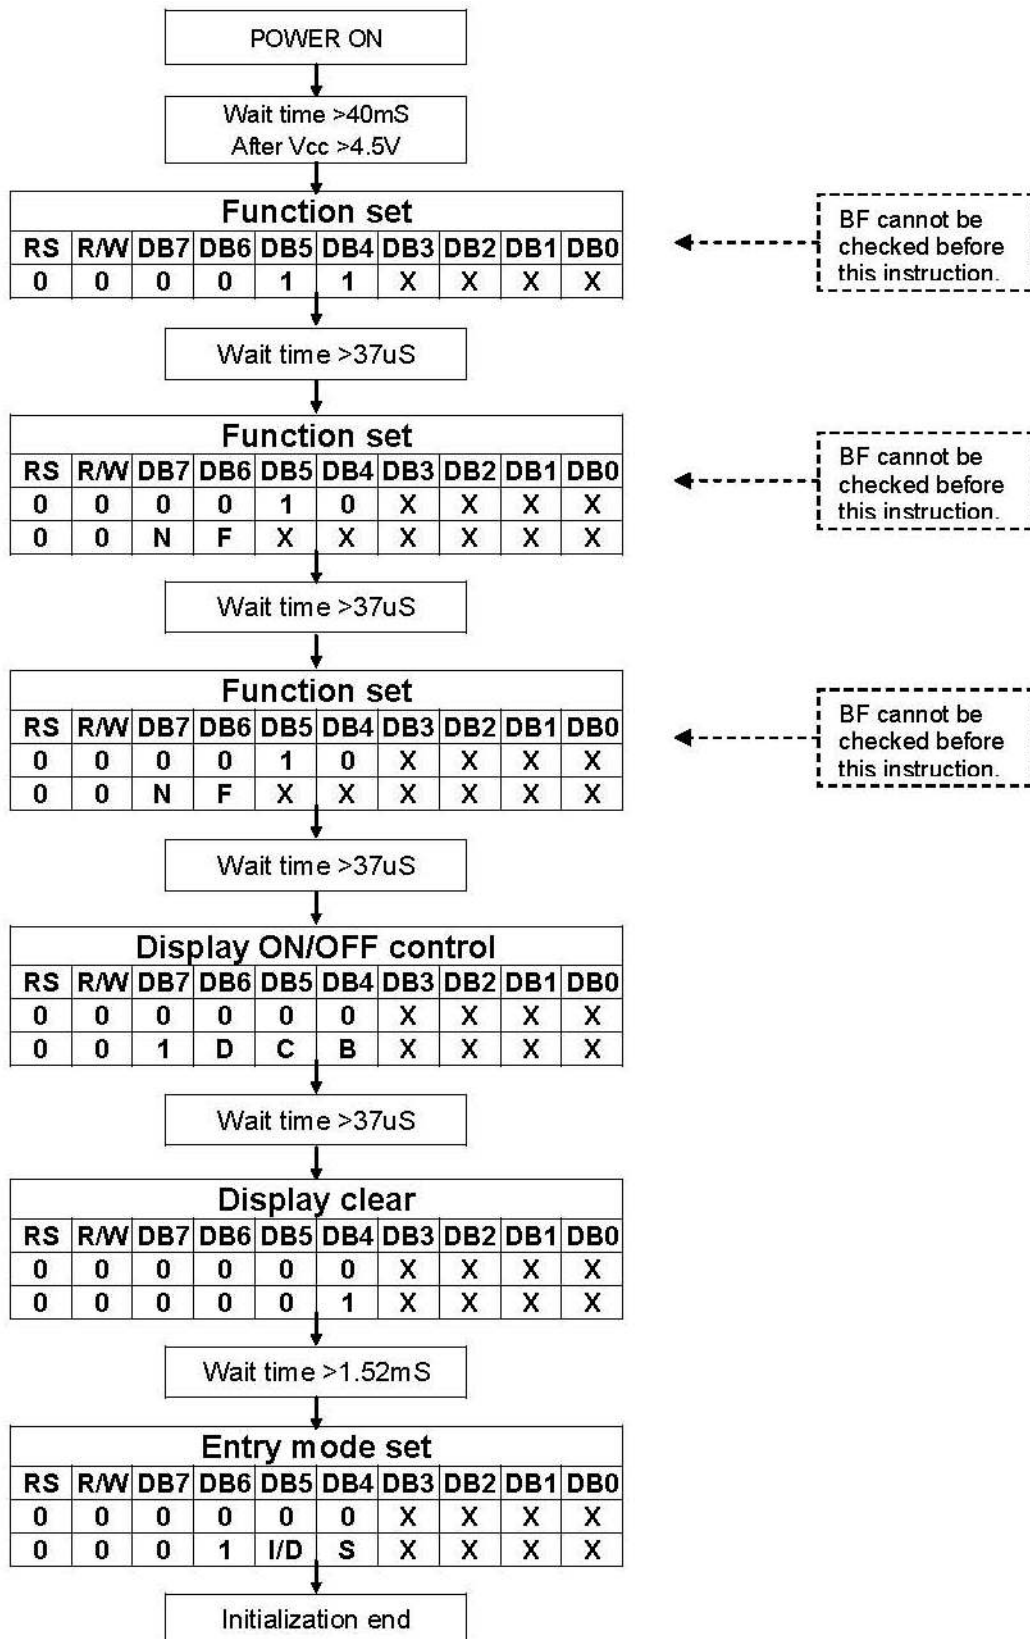 POWER ON
Wait time >40mS
After Vcc >4.5V
Function set
RS R/W DB7 DB6 DB5 DB4 DB3 DB2 DB1 DB0
0 0 0 0 1 1 X X X X
BF cannot be
checked before
this instruction.
Wait time >37uS
Function set
RS R/W DB7 DB6 DB5 DB4 DB3 DB2 DB1 DB0
0 0 0 0 1 0 X X X X
0 0 N F X X X X X X
BF cannot be
checked before
this instruction.
Wait time >37uS
Function set
RS R/W DB7 DB6 DB5 DB4 DB3 DB2 DB1 DB0
0 0 0 0 1 0 X X X X
0 0 N F X X X X X X
BF cannot be
checked before
this instruction.
Wait time >37uS
Display ON/OFF control
RS R/W DB7 DB6 DB5 DB4 DB3 DB2 DB1 DB0
0 0 0 0 0 0 X X X X
0 0 1 D C B X X X X
Wait time >37uS
Display clear
RS R/W DB7 DB6 DB5 DB4 DB3 DB2 DB1 DB0
0 0 0 0 0 0 X X X X
0 0 0 0 0 1 X X X X
Wait time >1.52mS
Entry mode set
RS R/W DB7 DB6 DB5 DB4 DB3 DB2 DB1 DB0
0 0 0 0 0 0 X X X X
0 0 0 1 I/D S X X X X
Initialization end